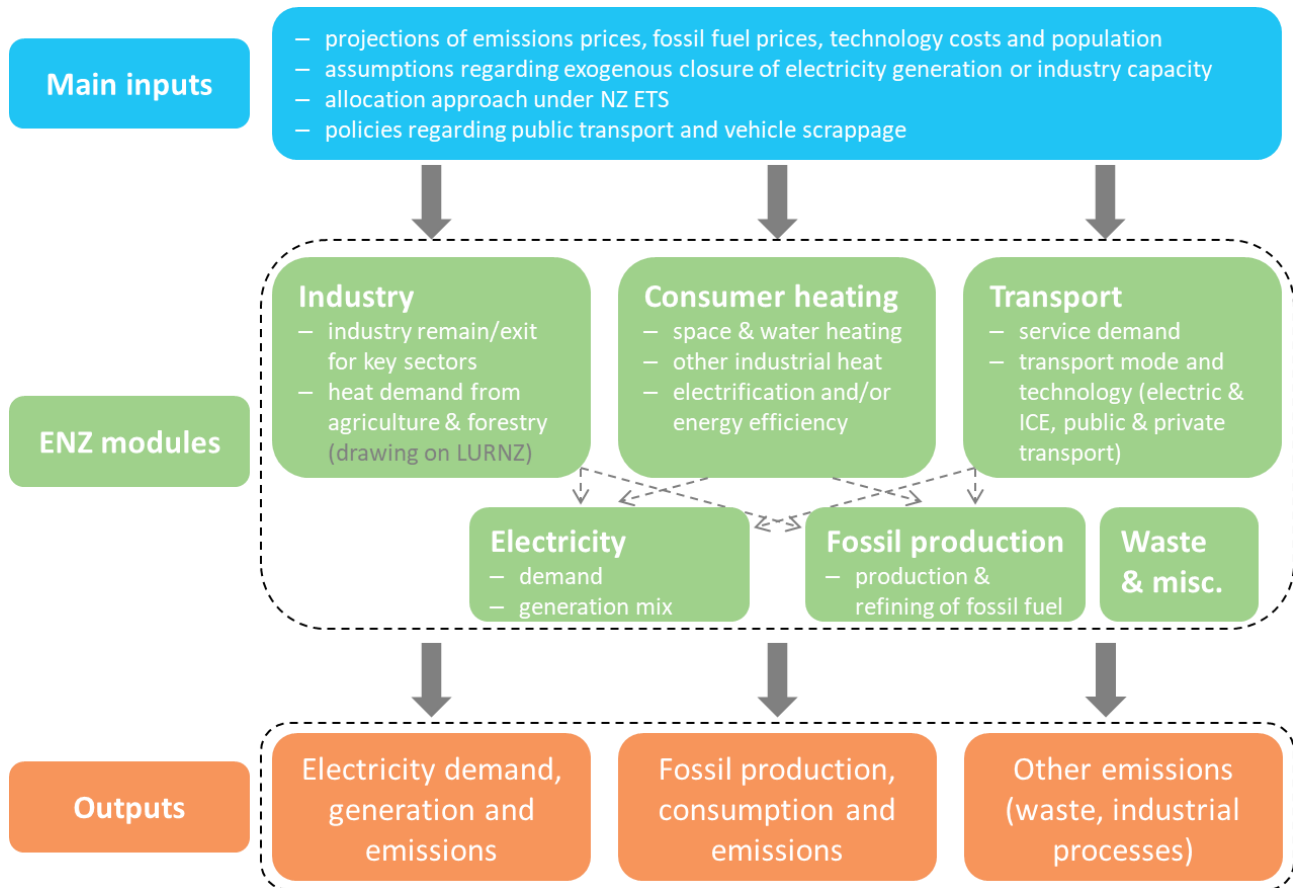 Main inputs
– projections of emissions prices, fossil fuel prices, technology costs and population
– assumptions regarding exogenous closure of electricity generation or industry capacity
– allocation approach under NZ ETS
– policies regarding public transport and vehicle scrappage
ENZ modules
Industry
– industry remain/exit
for key sectors
– heat demand from
agriculture & forestry
(drawing on LURNZ)
Consumer heating
– space & water heating
– other industrial heat
– electrification and/or
energy efficiency
Transport
– service demand
– transport mode and
technology (electric &
ICE, public & private
transport)
Electricity
– demand
– generation mix
Fossil production
– production &
refining of fossil fuel
Waste
& misc.
Outputs
Electricity demand,
generation and
emissions
Fossil production,
consumption and
emissions
Other emissions
(waste, industrial
processes)